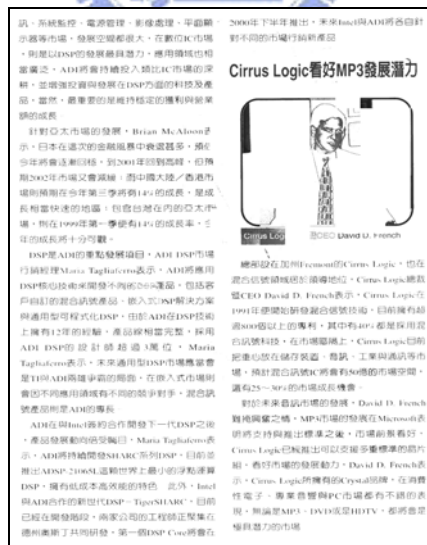 訊、系統監控、電源管理、影像處理、平面顯
示器等市場,發展空間都很大。在數位IC市場
,則是以DSP的發展最具潛力,應用領域也相
當廣泛。ADI將會持續投入類比IC市場的深
耕,並增強投資與發展在DSP方面的科技及產
品,當然,最重要的是維持穩定的獲利與營業
額的成長。
針對亞太市場的發展,Brian McAloon表
示,日本在這次的金融風暴中衰退甚多,預估
今年將會逐漸回穩,到2001年回到高峰,但預
期2002年市場又會減緩;而中國大陸/香港市
場則預期在今年第三季將有14%的成長,是成
長相當快速的地區;包含台灣在內的亞太市
場,則在1999年第一季便有14%的成長率,
年的成長將十分可觀。
DSP是ADI的重點發展項目,ADI DSP市場
行銷經理Maria Tagliaferro表示,ADI將應用
DSP核心技術來開發不同的 產品,包括客
戶自訂的混合訊號產品、嵌入式DSP解決方案
與通用型可程式化DSP。由於ADI在DSP技術
上擁有12年的經驗,產品線相當完整,採用
ADI DSP的設計師超過3萬位。Maria
Tagliaferro表示,未來通用型DSP市場應當會
是TI與ADI兩雄爭霸的局面,在嵌入式市場則
會因不同應用領域有不同的競爭對手,混合訊
號產品則是ADI的專長。
ADI在與Intel簽約合作開發下一代DSP之後
,產品發展動向倍受矚目,Maria Tagliaferro表
示,ADI將持續開發SHARC系列DSP,目前並
推出ADSP-21065L這顆世界上最小的浮點運算
DSP,擁有低成本高效能的特色。此外,Intel
與ADI合作的新世代DSP-TigerSHARC,目前
已經在開發階段,兩家公司的工程師正聚集在
德州奧斯丁共同研發,第一個DSP Core將會在
2000年下半年推出,未來Intel與ADI將各自針
對不同的市場行銷新產品。
Cirrus Logic看好MP3發展潛力
Cirrus Log
CEO David D. French
總部設在加州Fremont的Cirrus Logic,也在
混合信號領域居於領導地位,Cirrus Logic總裁
暨CEO David D. French表示,Cirrus Logic在
1991年便開始研發混合信號技術,目前擁有超
過800個以上的專利,其中有40%都是採用混
合訊號科技。在市場區隔上,Cirrus Logic目前
把重心放在儲存裝置、音訊、工業與通訊等市
場,預計混合訊號IC將會有50億的市場空間,
還有25~30%的市場成長機會。
對於未來音訊市場的發展,David D. French
難掩興奮之情,MP3市場的發展在Microsoft表
明將支持與推出標準之後,市場前景看好,
Cirrus Logic已經推出可以支援多重標準的晶片
組,看好市場的發展動力。David D. French表
示,Cirrus Logic所擁有的Crystal品牌,在消費
性電子、專業音響與PC市場都有不錯的表
現,無論是MP3、DVD或是HDTV,都將會是
極具潛力的市場。